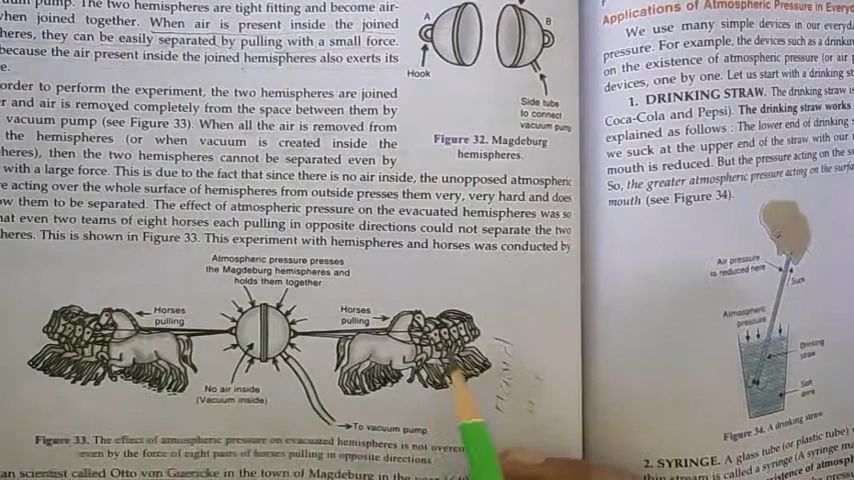 um pump. The two hemispheres are tight fitting and become air-
when joined together. When air is present inside the joined
heres, they can be easily separated by pulling with a small force.
because the air present inside the joined hemispheres also exerts its
e.
order to perform the experiment, the two hemispheres are joined
r and air is removed completely from the space between them by
vacuum pump (see Figure 33). When all the air is removed from
the hemispheres (or when vacuum is created inside the
heres), then the two hemispheres cannot be separated even by
with a large force. This is due to the fact that since there is no air inside, the unopposed atmospheric
e acting over the whole surface of hemispheres from outside presses them very, very hard and does
ow them to be separated. The effect of atmospheric pressure on the evacuated hemispheres was so
hat even two teams of eight horses each pulling in opposite directions could not separate the two
heres. This is shown in Figure 33. This experiment with hemispheres and horses was conducted by
A
B
Hook
Side tube
to connect
vacuum pump
Figure 32. Magdeburg
hemispheres.
Atmospheric pressure presses
the Magdeburg hemispheres and
holds them together
Horses
pulling
Horses
pulling
No air inside
(Vacuum inside)
To vacuum pump
Figure 33. The effect of atmospheric pressure on evacuated hemispheres is not overcom
even by the force of eight pairs of horses pulling in opposite directions
an scientist called Otto von Guericke in the town of Magdeburg in the
Applications of Atmospheric Pressure in Everyd
We use many simple devices in our everyda
pressure. For example, the devices such as a drinkin
on the existence of atmospheric pressure (or air p
devices, one by one. Let us start with a drinking st
1. DRINKING STRAW. The drinking straw is
Coca-Cola and Pepsi). The drinking straw works
explained as follows : The lower end of drinking s
we suck at the upper end of the straw with our m
mouth is reduced. But the pressure acting on the su
So, the greater atmospheric pressure acting on the surfa
mouth (see Figure 34).
Air pressure
is reduced here
Suck
Atmospheric
pressure
Drinking
straw
Soft
drink
Figure 34. A drinking straw
2. SYRINGE. A glass tube (or plastic tube)
thin stream is called a syringe (A syringe ma